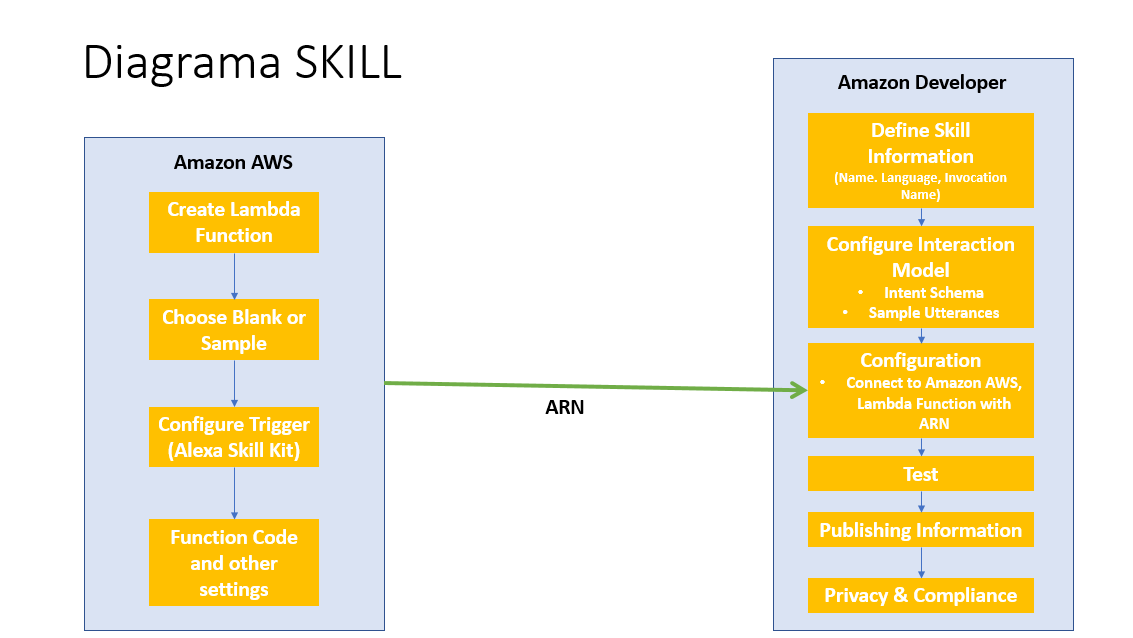 Diagrama SKILL
Amazon AWS
Create Lambda
Function
Choose Blank or
Sample
Configure Trigger
(Alexa Skill Kit)
Function Code
and other
settings
ARN
Amazon Developer
Define Skill
Information
(Name. Language, Invocation
Name)
Configure Interaction
Model
• Intent Schema
• Sample Utterances
Configuration
• Connect to Amazon AWS,
Lambda Function with
ARN
Test
Publishing Information
Privacy & Compliance